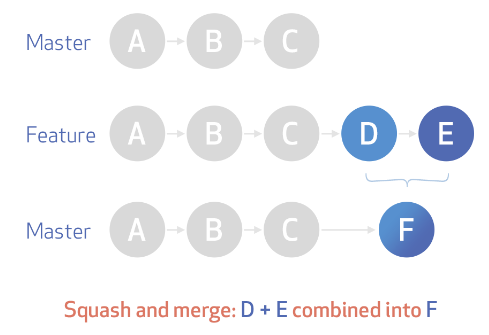 Master A B C
Feature A B C D E
Master A B C F
Squash and merge: D + E combined into F